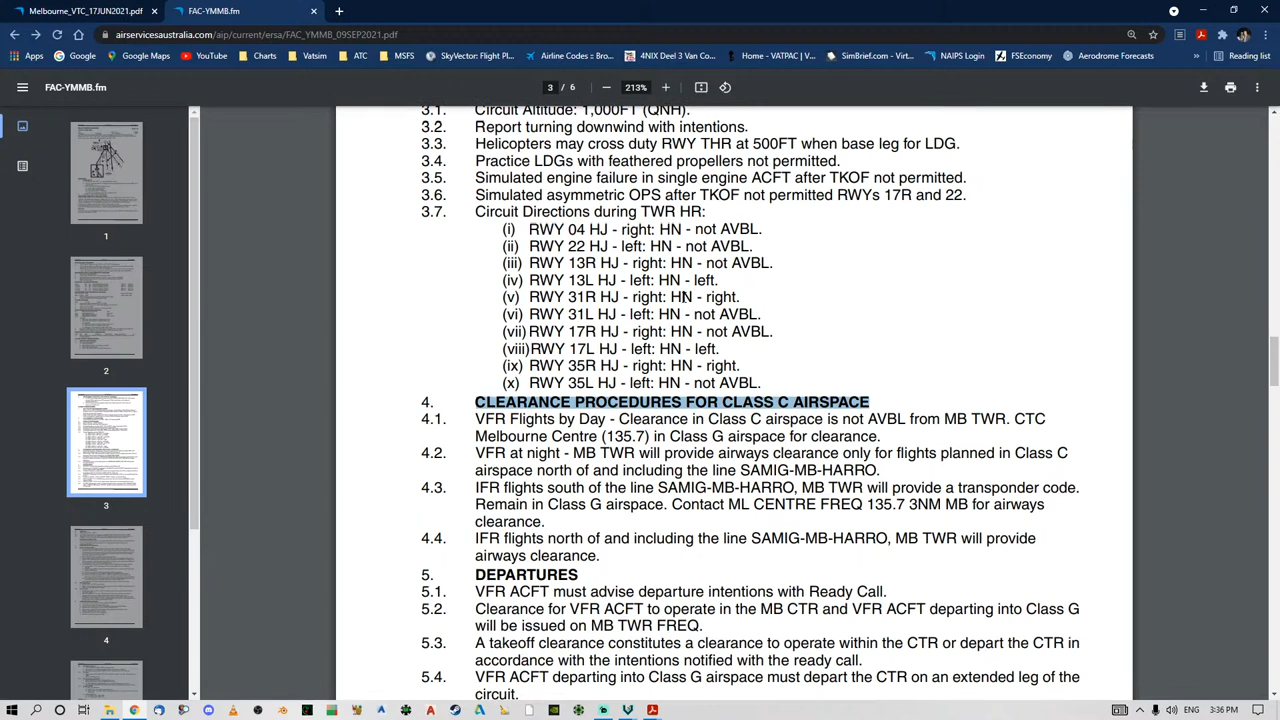 Melbourne_VTC_17JUN2021.pdf
FAC-YMMB.fm
airservicesaustralia.com/aip/current/ersa/FAC_YMMB_09SEP2021.pdf
Apps
Google
Maps
YouTube
Charts
Vatsim
ATC
MSFS
SkyVector: Flight Pl...
Airline Codes :: Bro...
4NIX Deel 3 Van Co...
Home - VATPAC | V...
SimBrief.com - Virt...
NAIPS Login
FSEconomy
Aerodrome Forecasts
Reading list
FAC-YMMB.fm
3 / 6
213%
3.1. Circuit Altitude: 1,000FT (QNH).
3.2. Report turning downwind with intentions.
3.3. Helicopters may cross duty RWY THR at 500FT when base leg for LDG.
3.4. Practice LDGs with feathered propellers not permitted.
3.5. Simulated engine failure in single engine ACFT after TKOF not permitted.
3.6. Simulated asymmetric OPS after TKOF not permitted RWYs 17R and 22.
3.7. Circuit Directions during TWR HR:
(i) RWY 04 HJ - right: HN - not AVBL.
(ii) RWY 22 HJ - left: HN - not AVBL.
(iii) RWY 13R HJ - right: HN - not AVBL.
RWY 13L HJ - left: HN - left.
RWY 31R HJ - right: HN - right.
RWY 31L HJ - left: HN - not AVBL.
RWY 17R HJ - right: HN - not AVBL.
(viii) RWY 17L HJ - left: HN - left.
(ix) RWY 35R HJ - right: HN - right.
(x) RWY 35L HJ - left: HN - not AVBL.
4. CLEARANCE PROCEDURES IN CLASS C AIRSPACE
4.1. VFR Flights by Day: Clearance in Class C airspace is not AVBL from MB TWR. CTC
Melbourne Centre (135.7) in Class G airspace for clearance.
4.2. VFR at night: MB TWR will provide airways clearance only for flights planned in Class C
airspace north of and including the line SAMIG-MB-HARRO.
4.3. IFR flights south of the line SAMIG-MB-HARRO, MB TWR will provide a transponder code.
Remain in Class G airspace. Contact ML CENTRE FREQ 135.7 3NM MB for airways
clearance.
4.4. IFR flights north of and including the line SAMIG-MB-HARRO, MB TWR will provide
airways clearance.
5. DEPARTURES
5.1. VFR ACFT must advise departure intentions with Ready Call.
5.2. Clearance for VFR ACFT to operate in the MB CTR and VFR ACFT departing into Class G
will be issued on MB TWR FREQ.
5.3. A takeoff clearance constitutes a clearance to operate within the CTR or depart the CTR in
accordance with the intentions notified with the ready call.
5.4. VFR ACFT departing into Class G airspace must depart the CTR on an extended leg of the
circuit.
1
2
3
4
ENG
3:36 PM